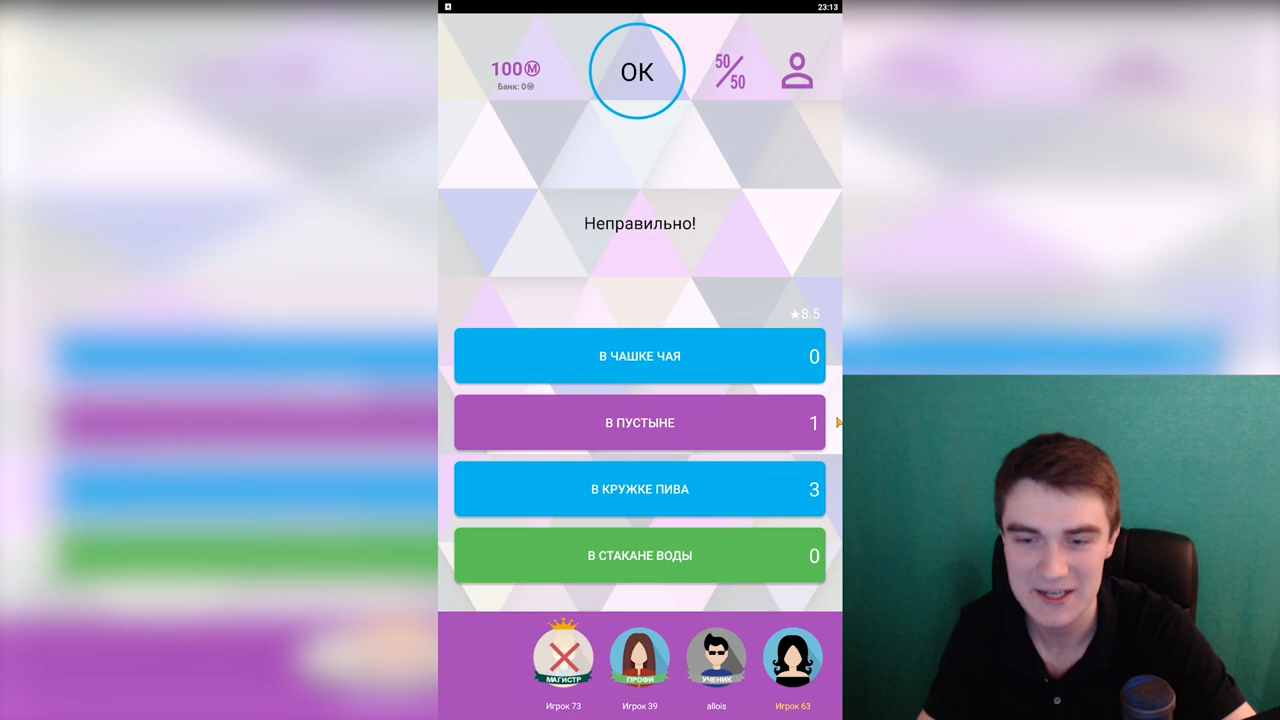 23:13
100Ⓜ
Банк: 0Ⓜ
ОК
50/50
Неправильно!
★8.5
В ЧАШКЕ ЧАЯ 0
В ПУСТЫНЕ 1
В КРУЖКЕ ПИВА 3
В СТАКАНЕ ВОДЫ 0
МАГИСТР ПРОФИ УЧЕНИК
Игрок 73 Игрок 39 allois Игрок 63